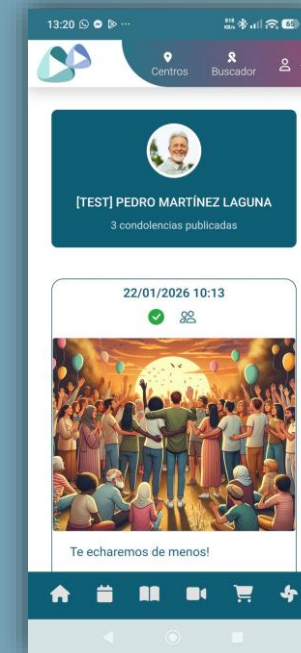 13:20
65
Centros
Buscador
[TEST] PEDRO MARTÍNEZ LAGUNA
3 condolencias publicadas
22/01/2026 10:13
Te echaremos de menos!